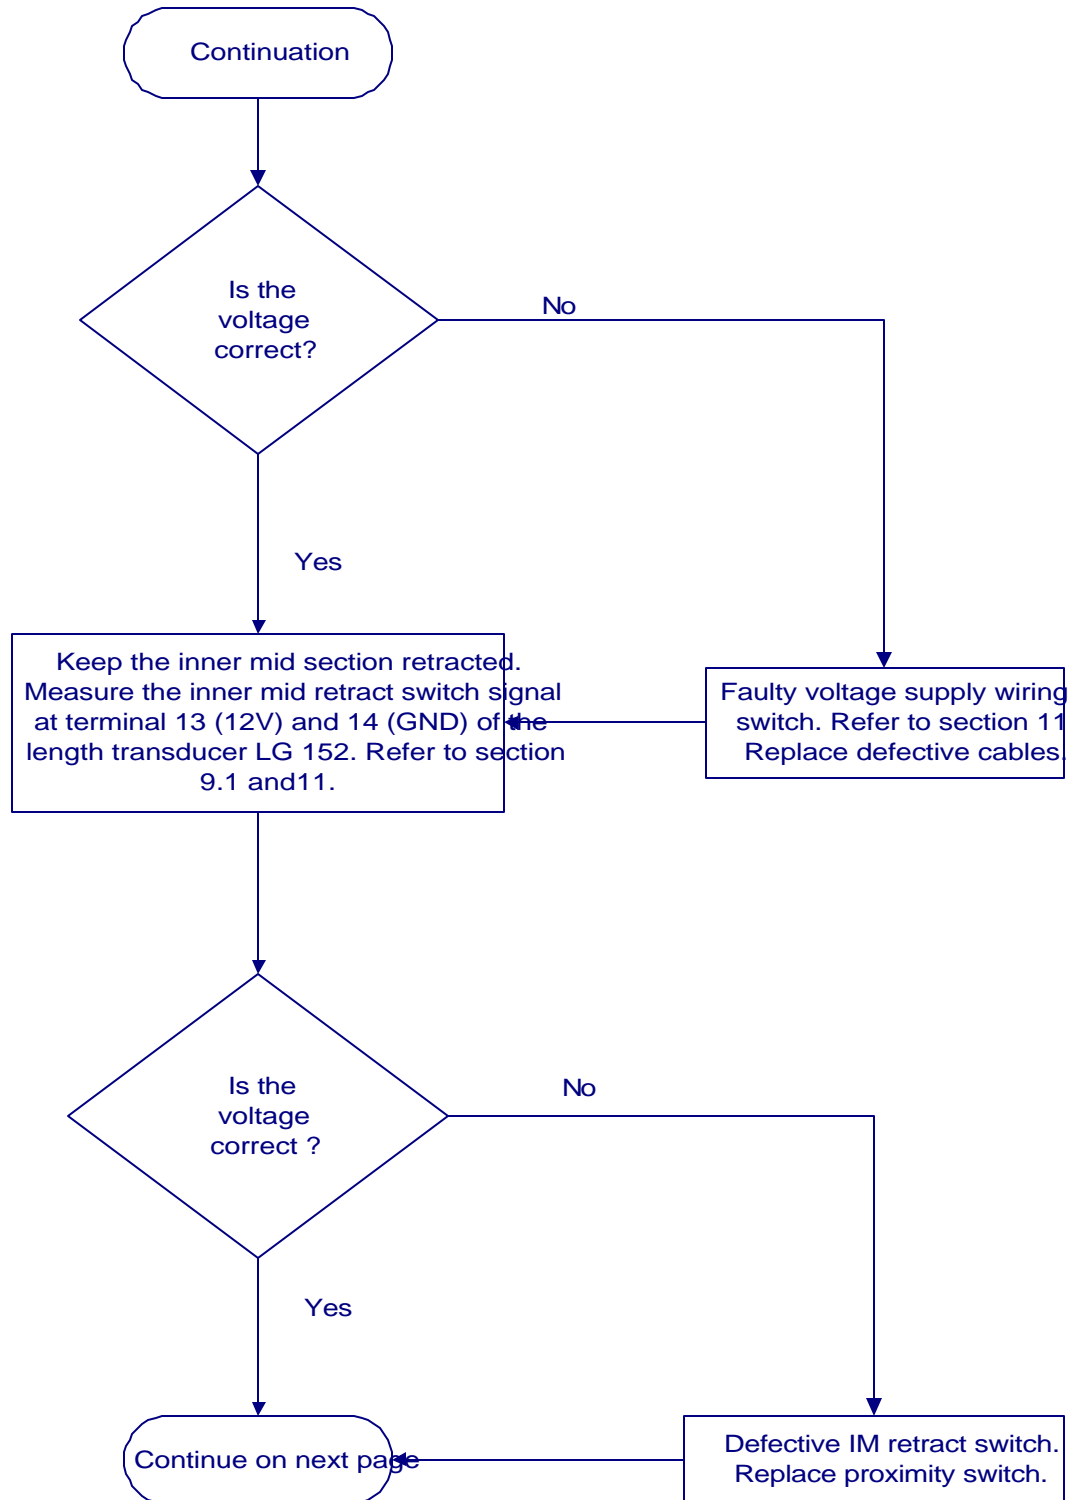 Continuation
Is the
voltage
correct?
No
Yes
Keep the inner mid section retracted.
Measure the inner mid retract switch signal
at terminal 13 (12V) and 14 (GND) of the
length transducer LG 152. Refer to section
9.1 and11.
Faulty voltage supply wiring
switch. Refer to section 11
Replace defective cables.
Is the
voltage
correct ?
No
Yes
Continue on next page
Defective IM retract switch.
Replace proximity switch.